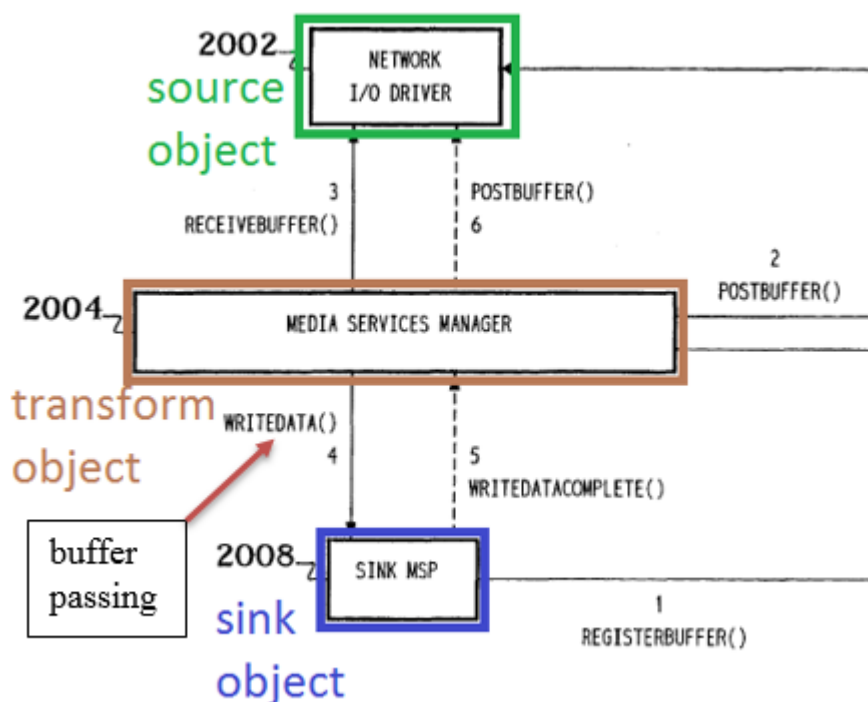 2002
NETWORK
I/O DRIVER
source
object
3
RECEIVEBUFFER()
POSTBUFFER()
6
2
POSTBUFFER()
2004
MEDIA SERVICES MANAGER
transform
object
WRITEDATA()
4
5
WRITEDATACOMPLETE()
buffer
passing
2008
SINK MSP
sink
object
1
REGISTERBUFFER()